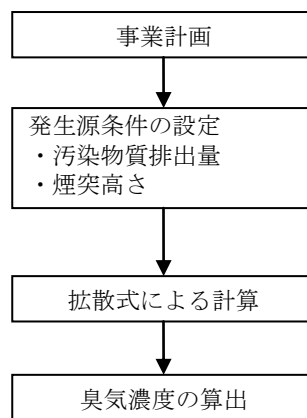 事業計画
発生源条件の設定
・汚染物質排出量
・煙突高さ
拡散式による計算
臭気濃度の算出